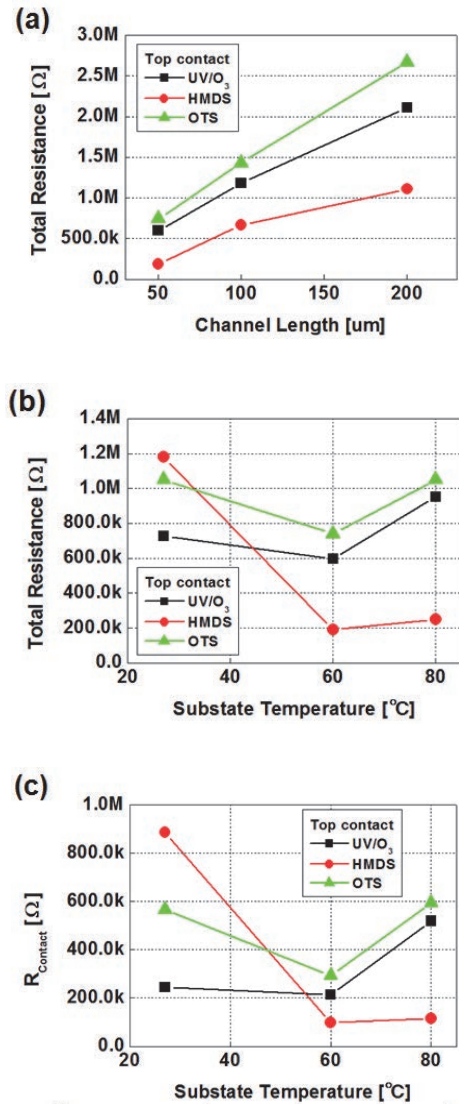 (a)
3.0M
2.5M
2.0M
1.5M
1.0M
500.0k
0.0
Total Resistance [Ω]
Top contact
UV/O₃
HMDS
OTS
50 100 150 200
Channel Length [um]
(b)
1.4M
1.2M
1.0M
800.0k
600.0k
400.0k
200.0k
0.0
Total Resistance [Ω]
Top contact
UV/O₃
HMDS
OTS
20 40 60 80
Substate Temperature [°C]
(c)
1.0M
800.0k
600.0k
400.0k
200.0k
0.0
R_Contact [Ω]
Top contact
UV/O₃
HMDS
OTS
20 40 60 80
Substate Temperature [°C]